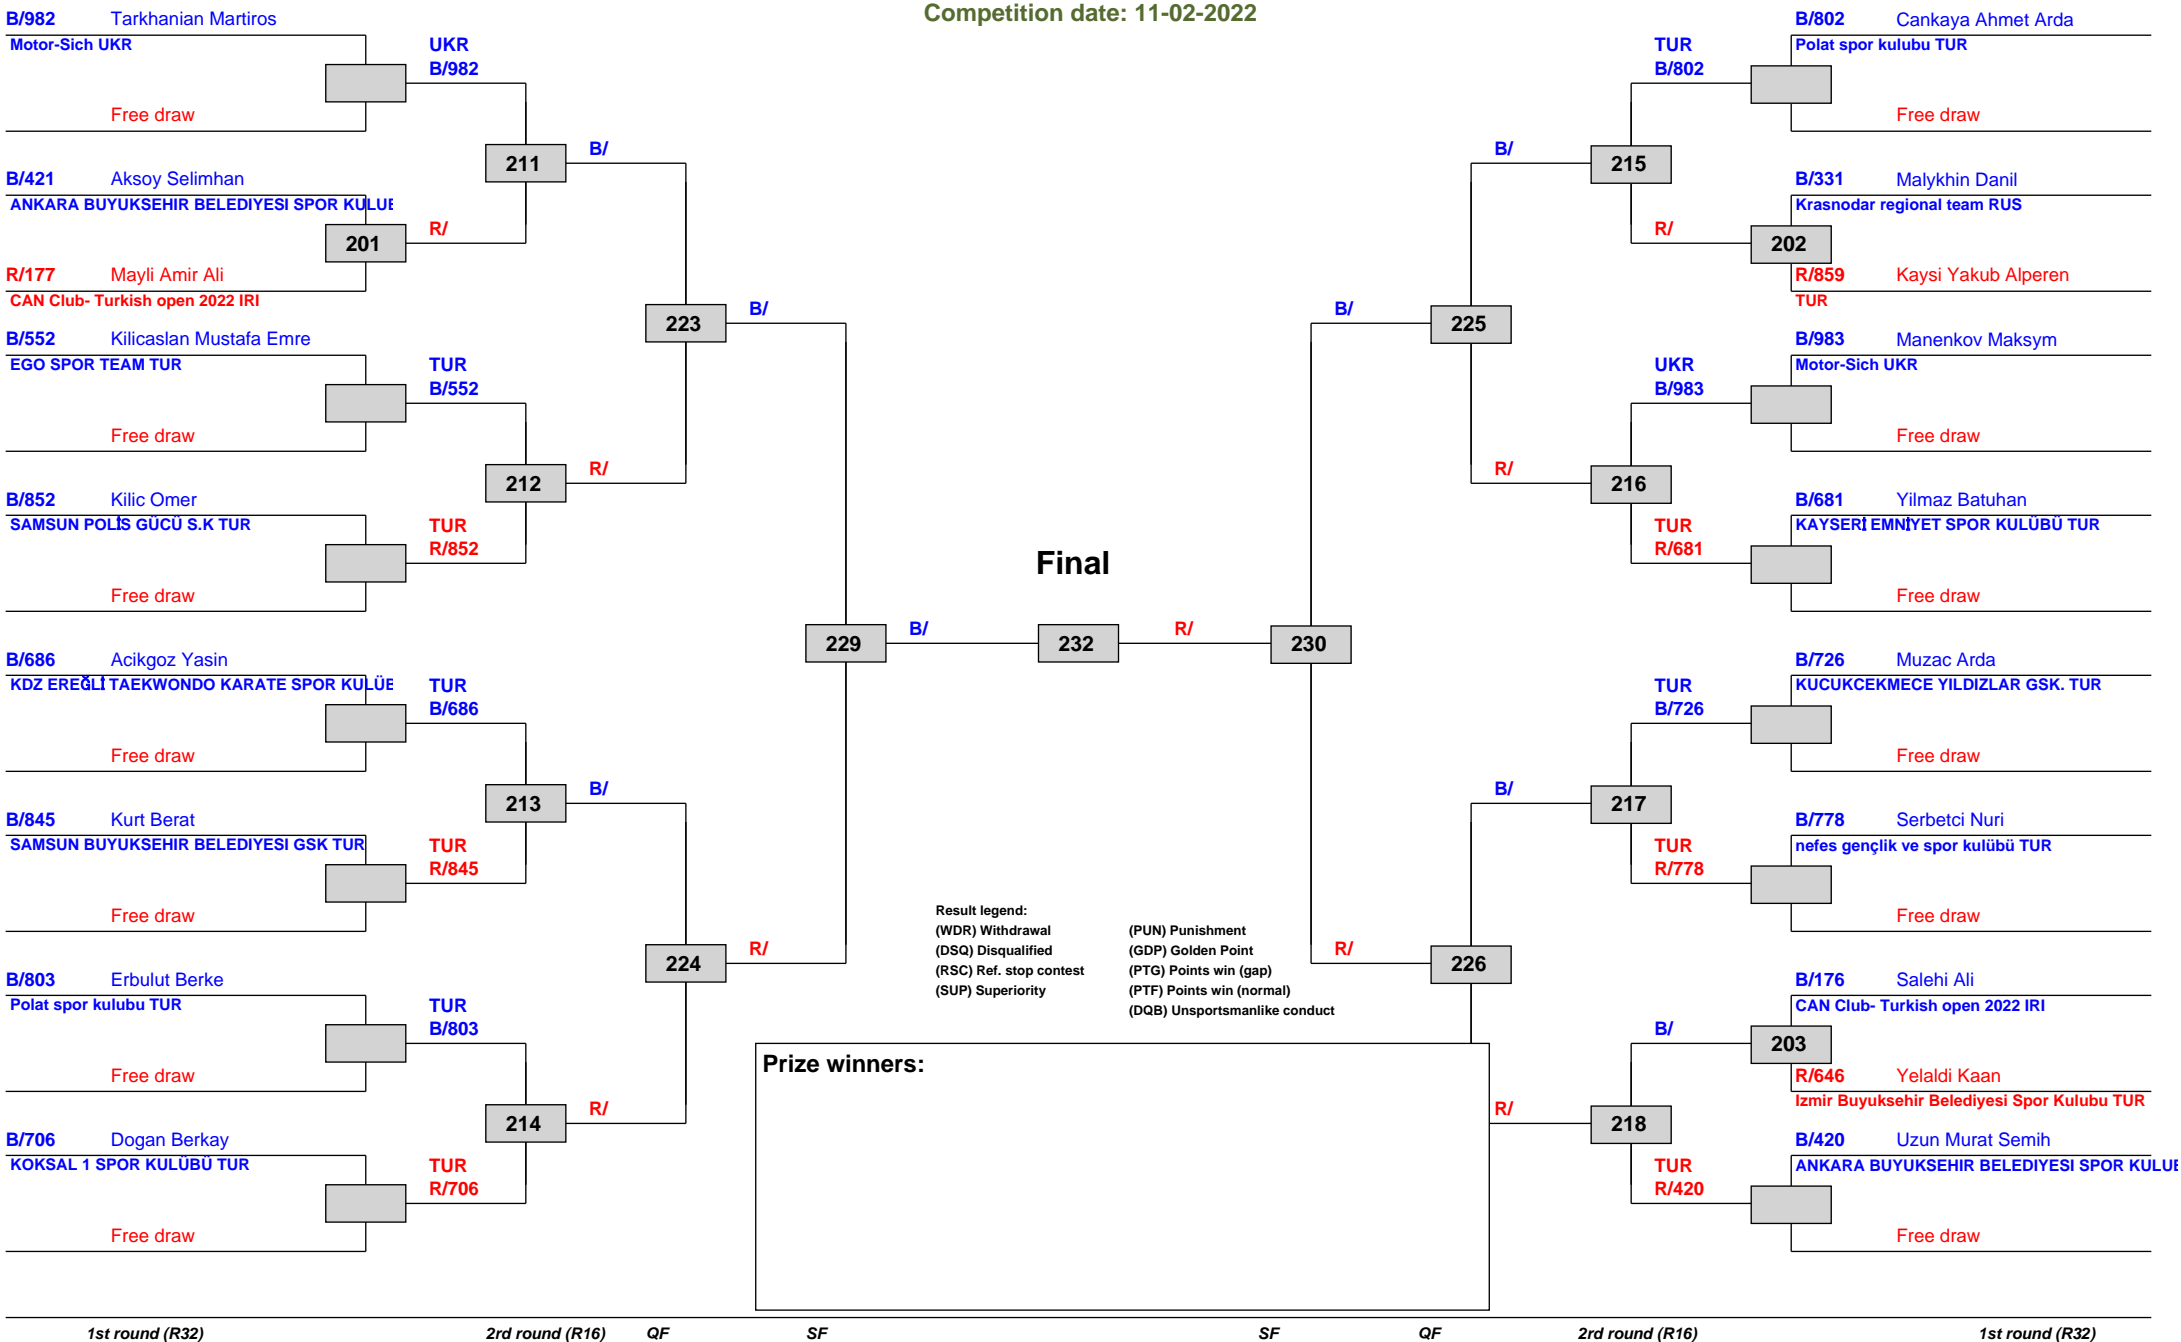 Competition date: 11-02-2022
B/982 Tarkhanian Martiros
Motor-Sich UKR
Free draw
UKR
B/982
B/421 Aksoy Selimhan
ANKARA BUYUKSEHIR BELEDIYESI SPOR KULUE
201
R/
R/177 Mayli Amir Ali
CAN Club- Turkish open 2022 IRI
211
B/
B/552 Kilicaslan Mustafa Emre
EGO SPOR TEAM TUR
Free draw
TUR
B/552
B/852 Kilic Omer
SAMSUN POLİS GÜCÜ S.K TUR
Free draw
TUR
R/852
212
R/
223
B/
B/686 Acikgoz Yasin
KDZ EREĞLİ TAEKWONDO KARATE SPOR KULÜE
Free draw
TUR
B/686
B/845 Kurt Berat
SAMSUN BUYUKSEHIR BELEDIYESI GSK TUR
Free draw
TUR
R/845
213
B/
B/803 Erbulut Berke
Polat spor kulubu TUR
Free draw
TUR
B/803
B/706 Dogan Berkay
KOKSAL 1 SPOR KULÜBÜ TUR
Free draw
TUR
R/706
214
R/
224
R/
229
B/
Final
232
R/
230
B/
225
B/
215
TUR
B/802
B/802 Cankaya Ahmet Arda
Polat spor kulubu TUR
Free draw
B/331 Malykhin Danil
Krasnodar regional team RUS
R/
202
R/859 Kaysi Yakub Alperen
TUR
B/983 Manenkov Maksym
Motor-Sich UKR
Free draw
UKR
B/983
R/
216
B/681 Yilmaz Batuhan
KAYSERİ EMNİYET SPOR KULÜBÜ TUR
Free draw
TUR
R/681
B/726 Muzac Arda
KUCUKCEKMECE YILDIZLAR GSK. TUR
Free draw
TUR
B/726
B/
217
B/778 Serbetci Nuri
nefes gençlik ve spor kulübü TUR
Free draw
TUR
R/778
R/
226
B/176 Salehi Ali
CAN Club- Turkish open 2022 IRI
B/
203
R/646 Yelaldi Kaan
Izmir Buyuksehir Belediyesi Spor Kulubu TUR
R/
218
B/420 Uzun Murat Semih
ANKARA BUYUKSEHIR BELEDIYESI SPOR KULUE
Free draw
TUR
R/420
Result legend:
(WDR) Withdrawal (PUN) Punishment
(DSQ) Disqualified (GDP) Golden Point
(RSC) Ref. stop contest (PTG) Points win (gap)
(SUP) Superiority (PTF) Points win (normal)
(DQB) Unsportsmanlike conduct
Prize winners:
1st round (R32) 2rd round (R16) QF SF SF QF 2rd round (R16) 1st round (R32)